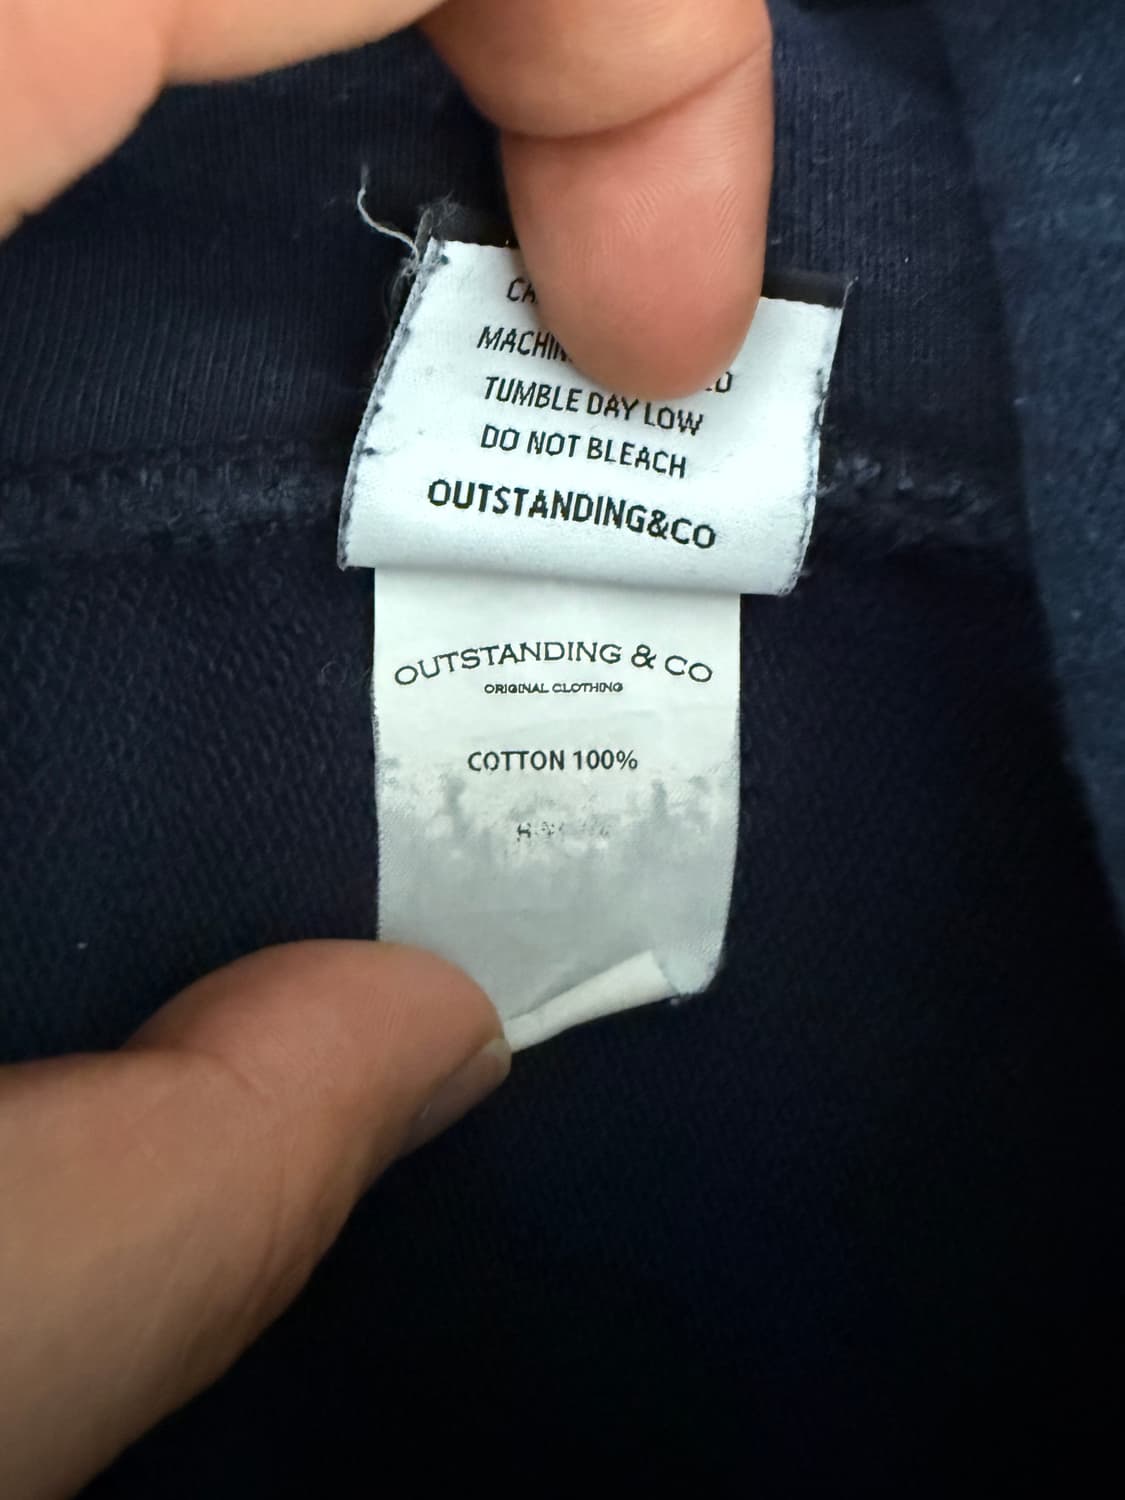 TUMBLE DAY LOW
DO NOT BLEACH
OUTSTANDING&CO
OUTSTANDING & CO
ORIGINAL CLOTHING
COTTON 100%